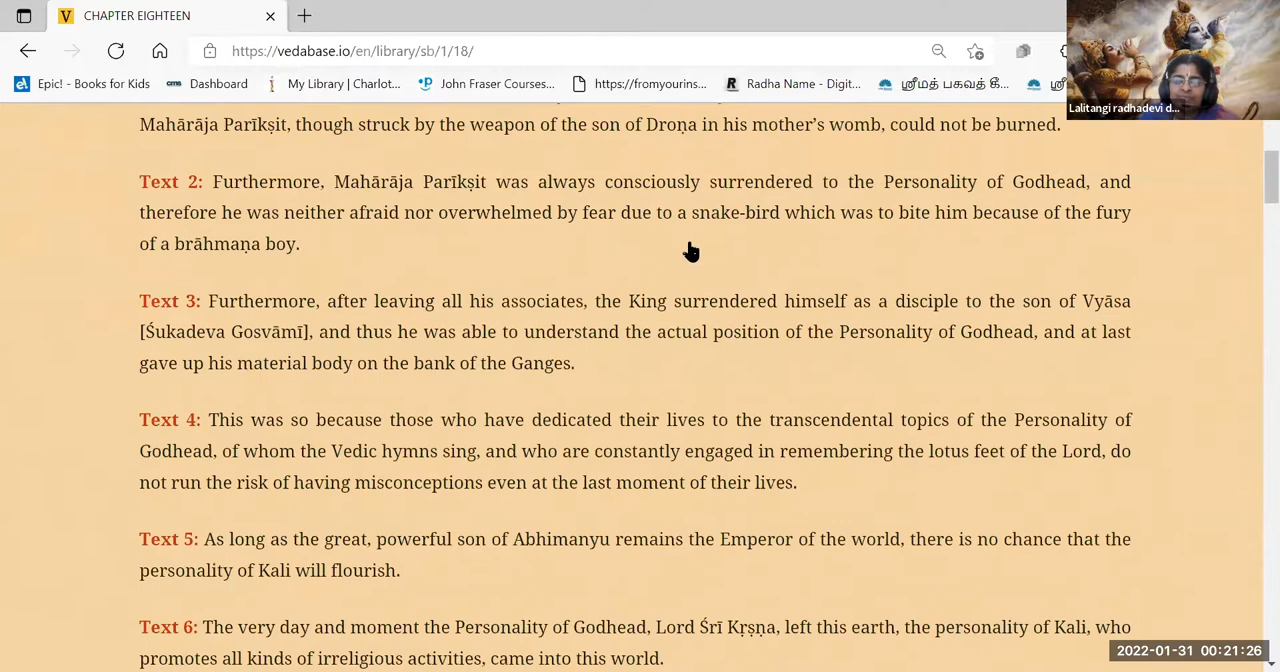 V CHAPTER EIGHTEEN
https://vedabase.io/en/library/sb/1/18/
Epic! - Books for Kids
cms Dashboard
My Library | Charlot...
John Fraser Courses...
https://fromyourins...
R Radha Name - Digit...
ஸ்ரீமத் பகவத் கீ...
Lalitangi radhadevi d...
Mahārāja Parīkṣit, though struck by the weapon of the son of Droṇa in his mother’s womb, could not be burned.
Text 2: Furthermore, Mahārāja Parīkṣit was always consciously surrendered to the Personality of Godhead, and
therefore he was neither afraid nor overwhelmed by fear due to a snake-bird which was to bite him because of the fury
of a brāhmaṇa boy.
Text 3: Furthermore, after leaving all his associates, the King surrendered himself as a disciple to the son of Vyāsa
[Śukadeva Gosvāmī], and thus he was able to understand the actual position of the Personality of Godhead, and at last
gave up his material body on the bank of the Ganges.
Text 4: This was so because those who have dedicated their lives to the transcendental topics of the Personality of
Godhead, of whom the Vedic hymns sing, and who are constantly engaged in remembering the lotus feet of the Lord, do
not run the risk of having misconceptions even at the last moment of their lives.
Text 5: As long as the great, powerful son of Abhimanyu remains the Emperor of the world, there is no chance that the
personality of Kali will flourish.
Text 6: The very day and moment the Personality of Godhead, Lord Śrī Kṛṣṇa, left this earth, the personality of Kali, who
promotes all kinds of irreligious activities, came into this world.
2022-01-31 00:21:26